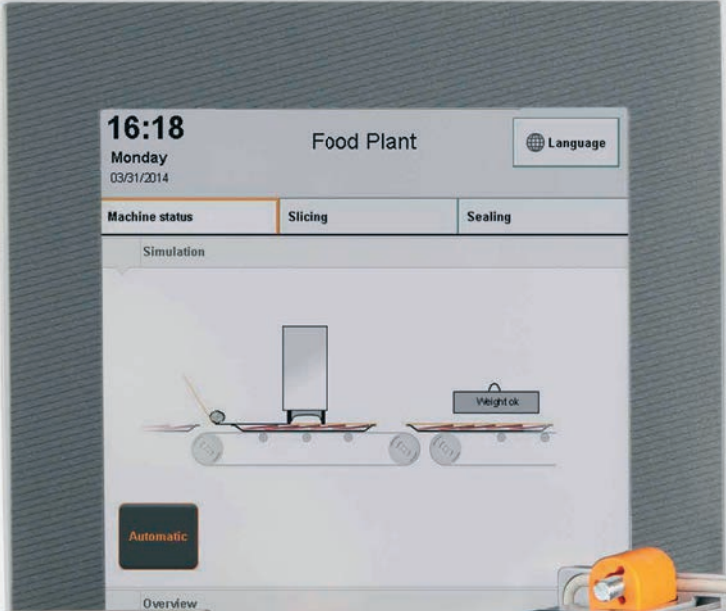 16:18
Food Plant
Language
Monday
03/31/2014
Machine status
Slicing
Sealing
Simulation
Weight ok
Automatic
Overview